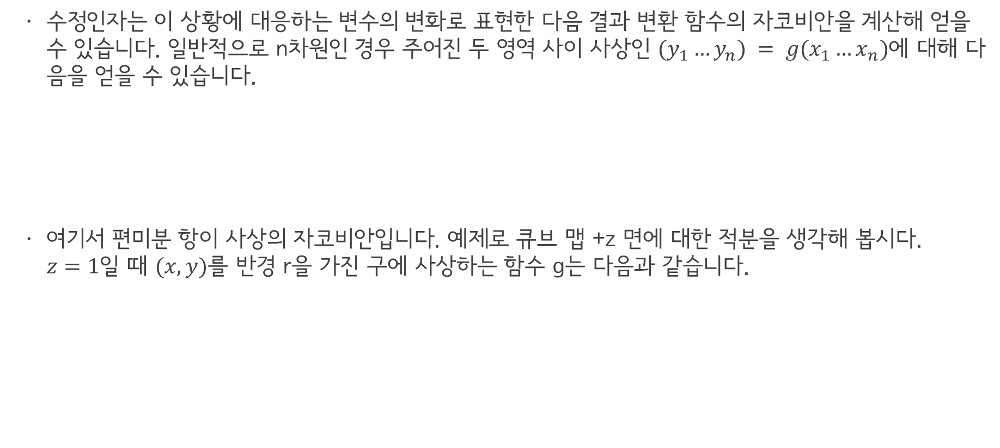 · 수정인자는 이 상황에 대응하는 변수의 변화로 표현한 다음 결과 변환 함수의 자코비안을 계산해 얻을
수 있습니다. 일반적으로 n차원인 경우 주어진 두 영역 사이 사상인 (y₁ … yₙ) = g(x₁ … xₙ)에 대해 다
음을 얻을 수 있습니다.
· 여기서 편미분 항이 사상의 자코비안입니다. 예제로 큐브 맵 +z 면에 대한 적분을 생각해 봅시다.
z = 1일 때 (x, y)를 반경 r을 가진 구에 사상하는 함수 g는 다음과 같습니다.